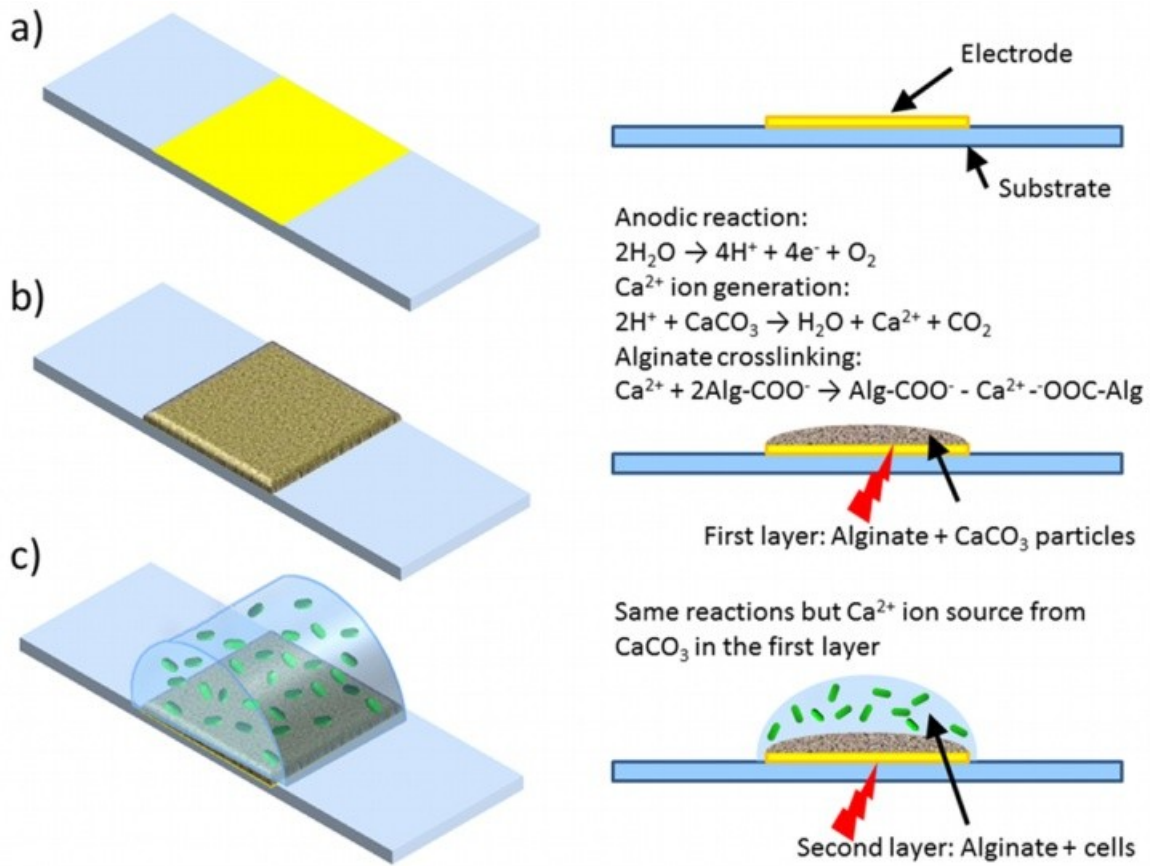 a)
Electrode
Substrate
Anodic reaction:
2H₂O → 4H⁺ + 4e⁻ + O₂
Ca²⁺ ion generation:
2H⁺ + CaCO₃ → H₂O + Ca²⁺ + CO₂
Alginate crosslinking:
Ca²⁺ + 2Alg-COO⁻ → Alg-COO⁻ - Ca²⁺ -⁻OOC-Alg
b)
First layer: Alginate + CaCO₃ particles
c)
Same reactions but Ca²⁺ ion source from
CaCO₃ in the first layer
Second layer: Alginate + cells